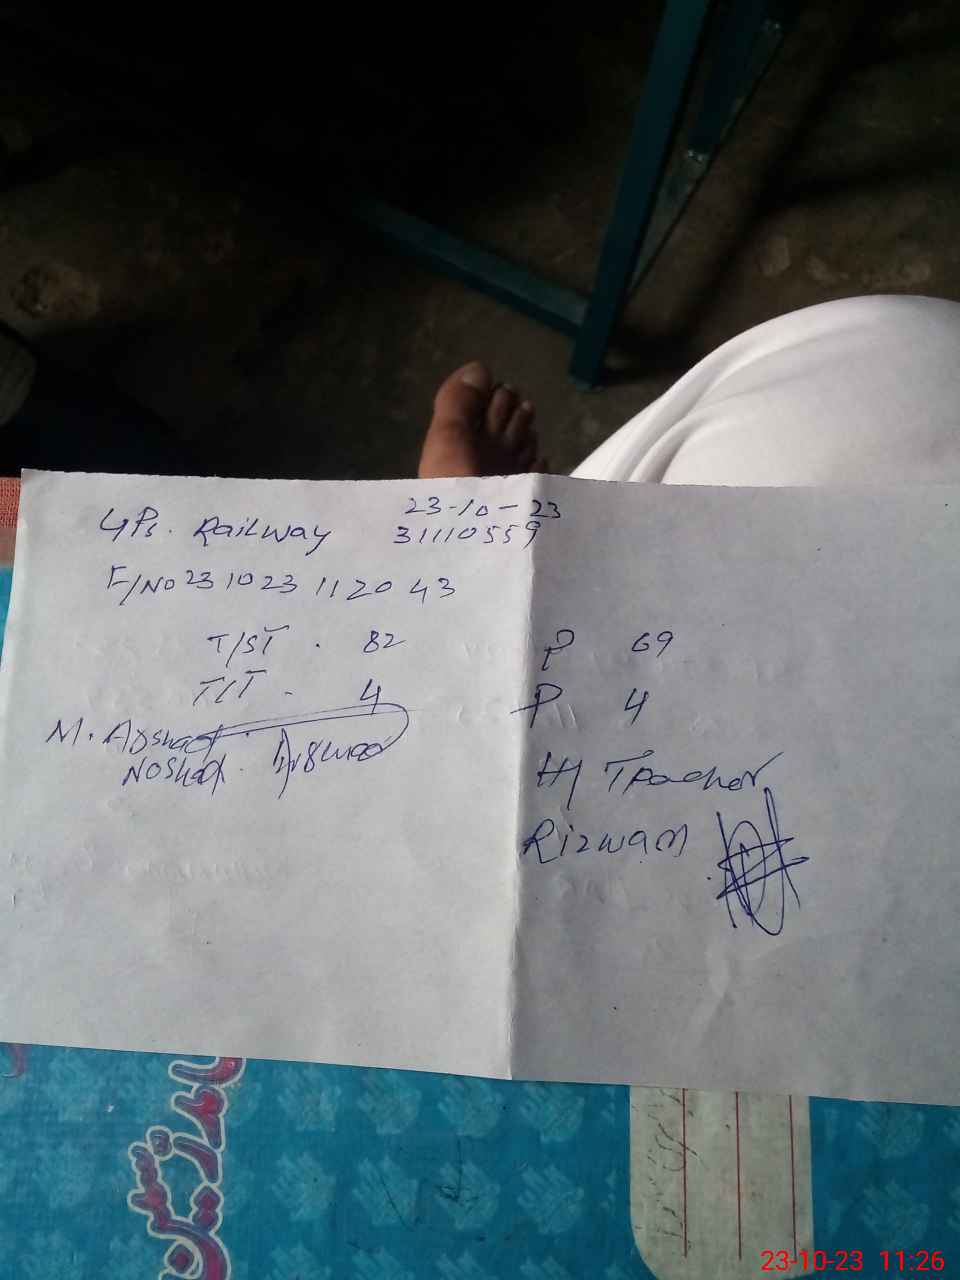 GPS. Railway 23-10-23
31110559
F/No 23 10 23 11 20 43
T/ST . 82 P 69
T/T - 4 P 4
M. Arshad.
Noshad.
H/Teacher
Rizwan
23-10-23 11:26